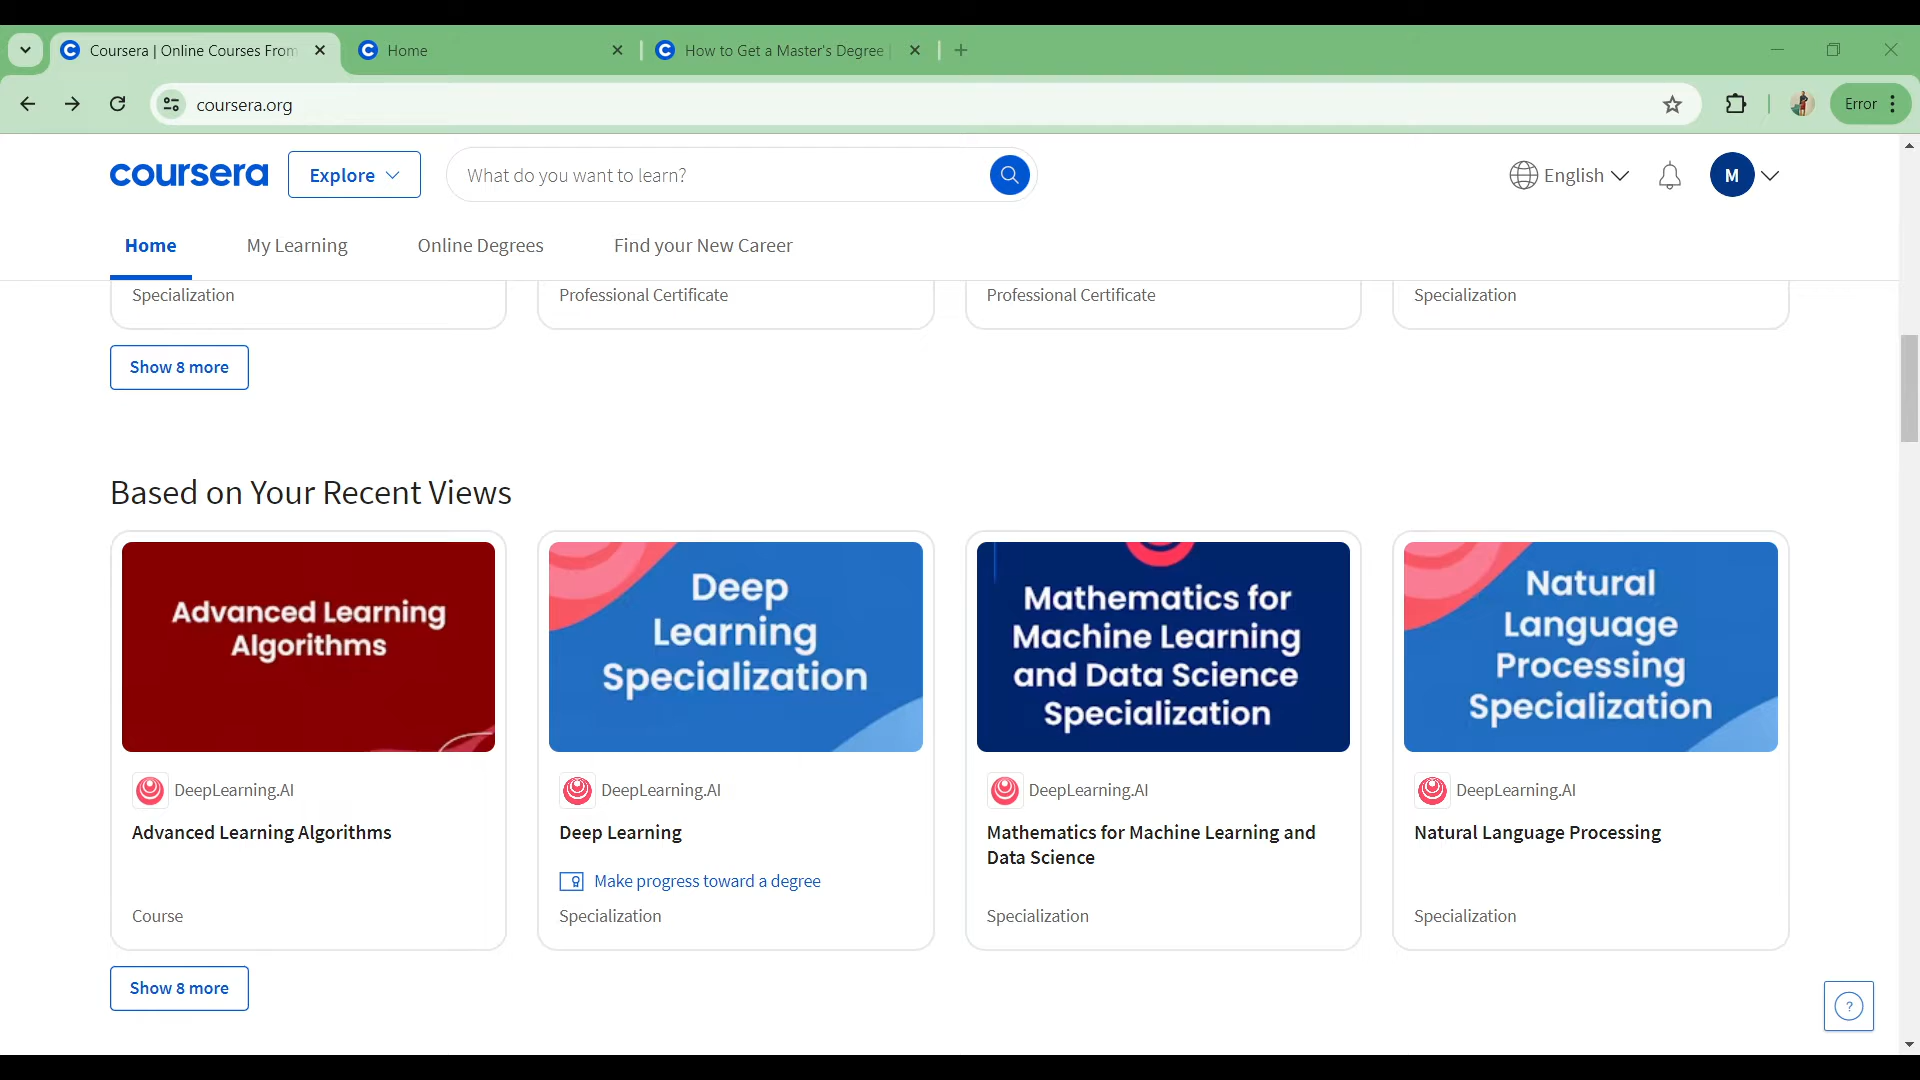 Coursera | Online Courses From
Home
How to Get a Master's Degree
coursera.org
Error
coursera
Explore
What do you want to learn?
English
M
Home
My Learning
Online Degrees
Find your New Career
Specialization
Professional Certificate
Professional Certificate
Specialization
Show 8 more
Based on Your Recent Views
Advanced Learning
Algorithms
Deep
Learning
Specialization
Mathematics for
Machine Learning
and Data Science
Specialization
Natural
Language
Processing
Specialization
DeepLearning.AI
DeepLearning.AI
DeepLearning.AI
DeepLearning.AI
Advanced Learning Algorithms
Deep Learning
Mathematics for Machine Learning and
Data Science
Natural Language Processing
Make progress toward a degree
Course
Specialization
Specialization
Specialization
Show 8 more
?